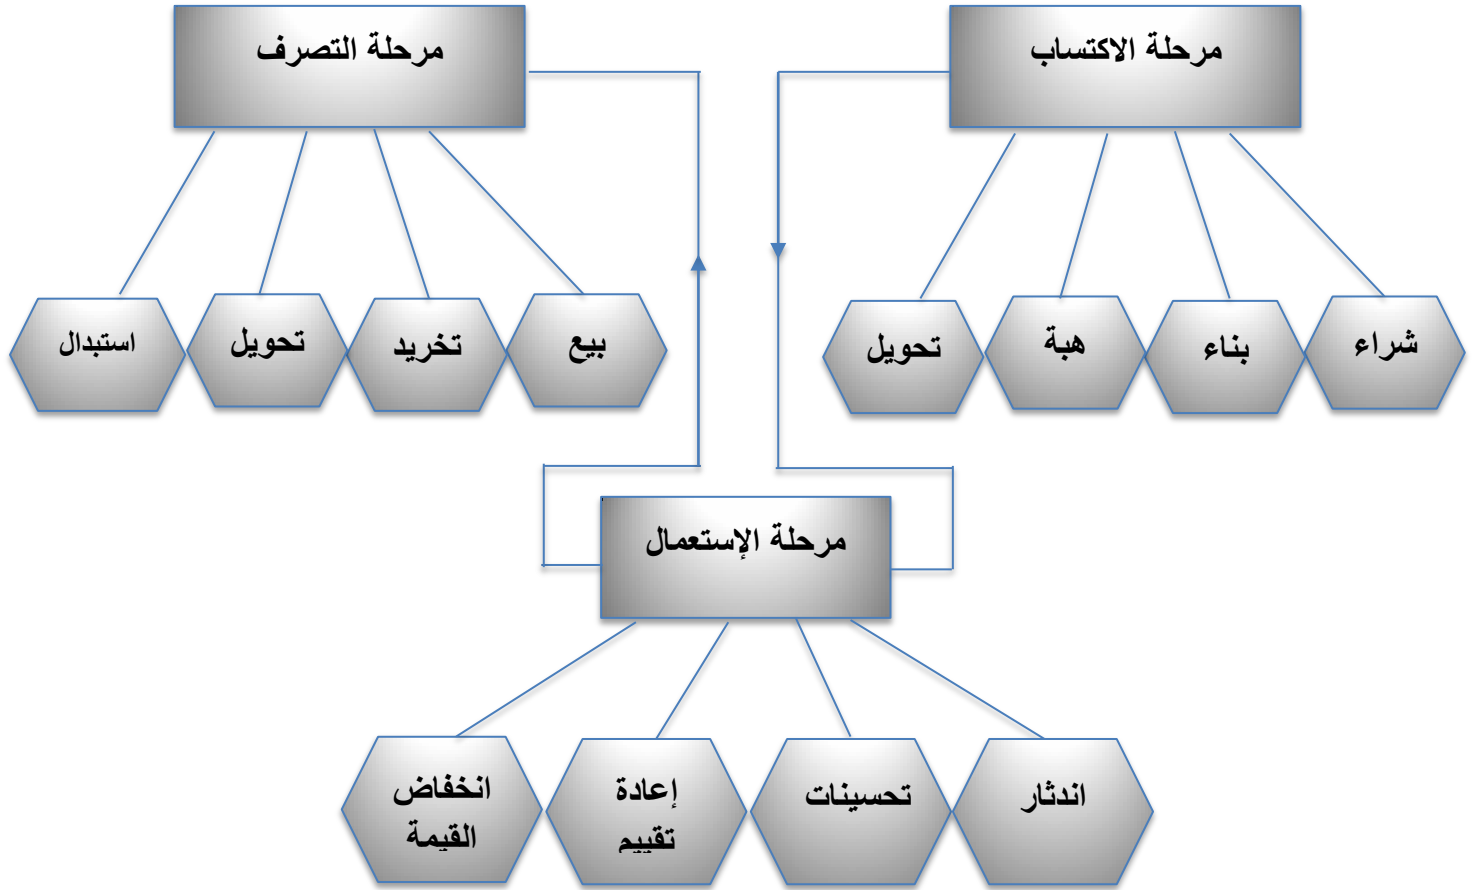 مرحلة الاكتساب
مرحلة التصرف
شراء
بناء
هبة
تحويل
بيع
تخريد
تحويل
استبدال
مرحلة الإستعمال
اندثار
تحسينات
إعادة
تقييم
انخفاض
القيمة